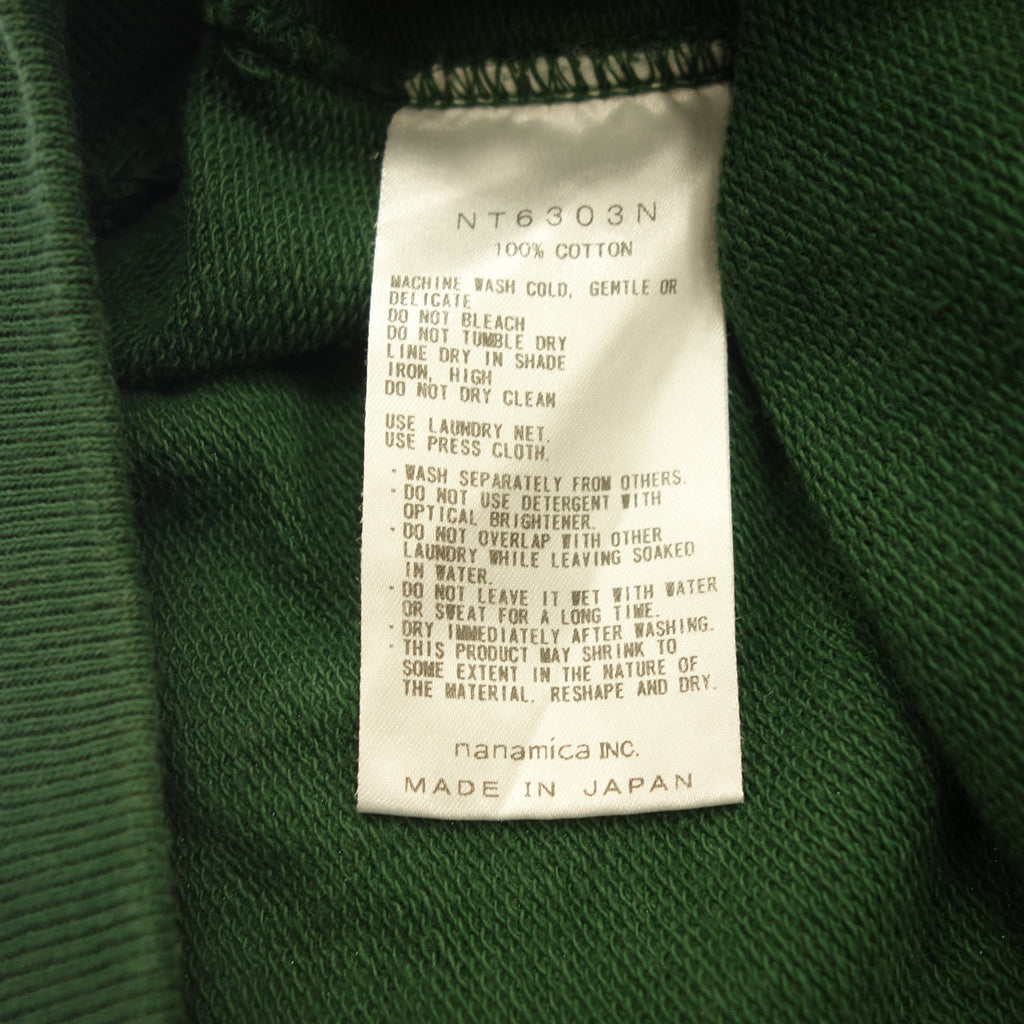 NT6303N
100% COTTON
MACHINE WASH COLD, GENTLE OR
DELICATE
DO NOT BLEACH
DO NOT TUMBLE DRY
LINE DRY IN SHADE
IRON, HIGH
DO NOT DRY CLEAN
USE LAUNDRY NET.
USE PRESS CLOTH.
・WASH SEPARATELY FROM OTHERS.
・DO NOT USE DETERGENT WITH
OPTICAL BRIGHTENER.
・DO NOT OVERLAP WITH OTHER
LAUNDRY WHILE LEAVING SOAKED
IN WATER.
・DO NOT LEAVE IT WET WITH WATER
OR SWEAT FOR A LONG TIME.
・DRY IMMEDIATELY AFTER WASHING.
・THIS PRODUCT MAY SHRINK TO
SOME EXTENT IN THE NATURE OF
THE MATERIAL. RESHAPE AND DRY.
nanamica INC.
MADE IN JAPAN